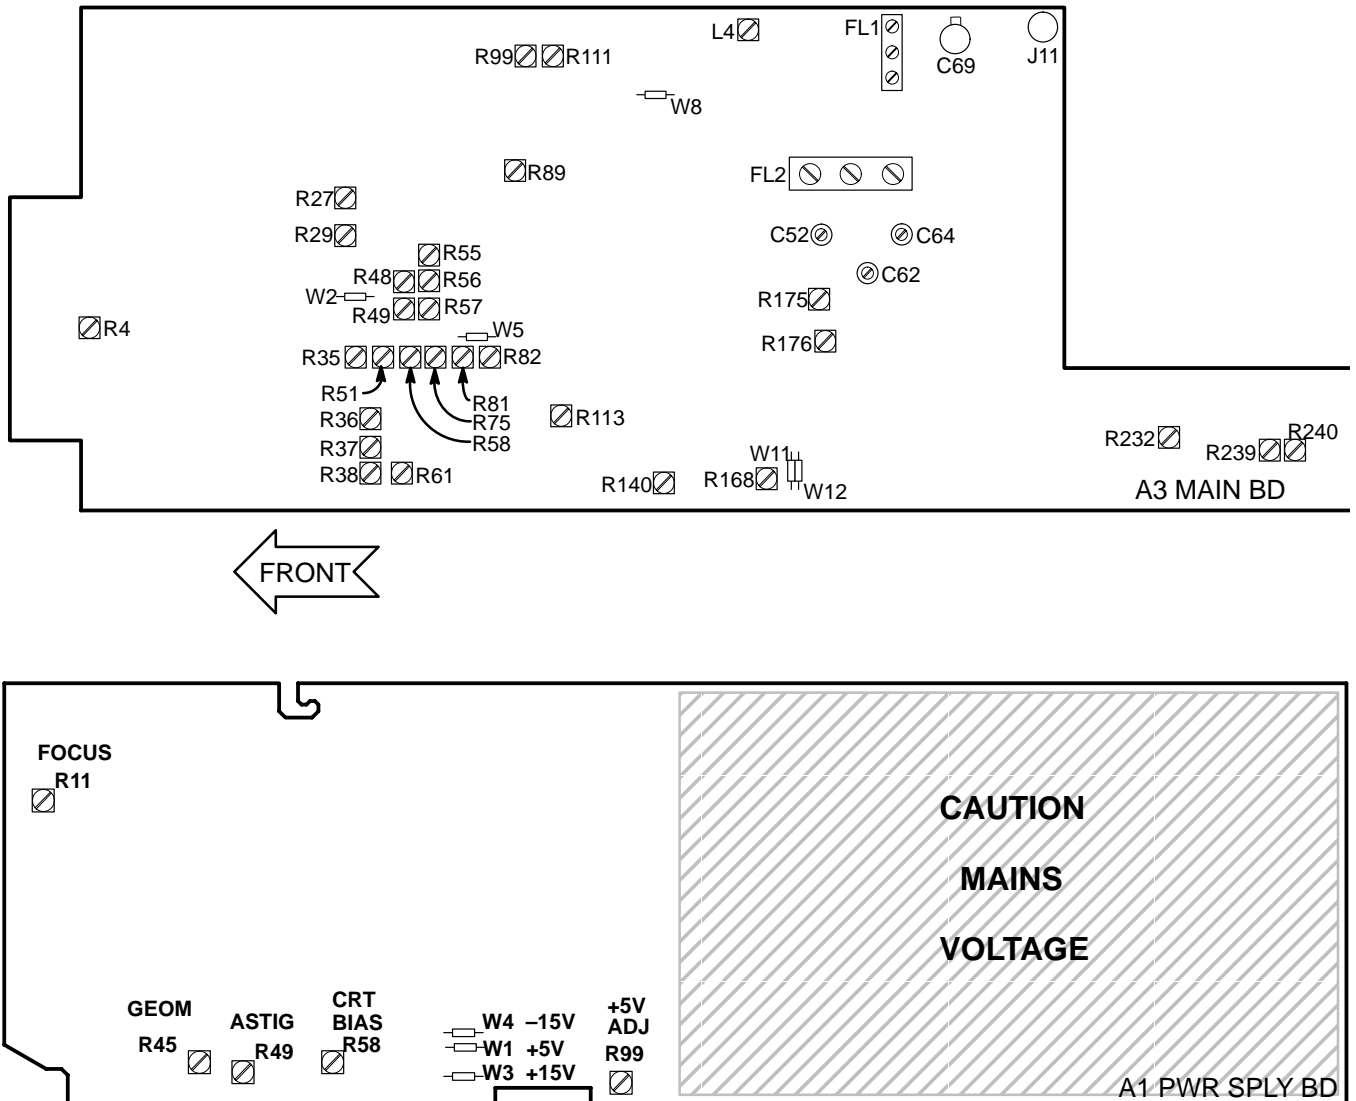 L4
FL1
C69
J11
R99
R111
W8
R89
FL2
R27
R29
C52
C64
R55
R48
R56
C62
W2
R49
R57
R175
R4
W5
R176
R35
R82
R51
R81
R36
R75
R113
R58
R37
R38
R61
W11
R140
R168
W12
R232
R239
R240
A3 MAIN BD
FRONT
FOCUS
R11
CAUTION
MAINS
VOLTAGE
GEOM
R45
ASTIG
R49
CRT
BIAS
R58
W4 –15V
W1 +5V
W3 +15V
+5V
ADJ
R99
A1 PWR SPLY BD